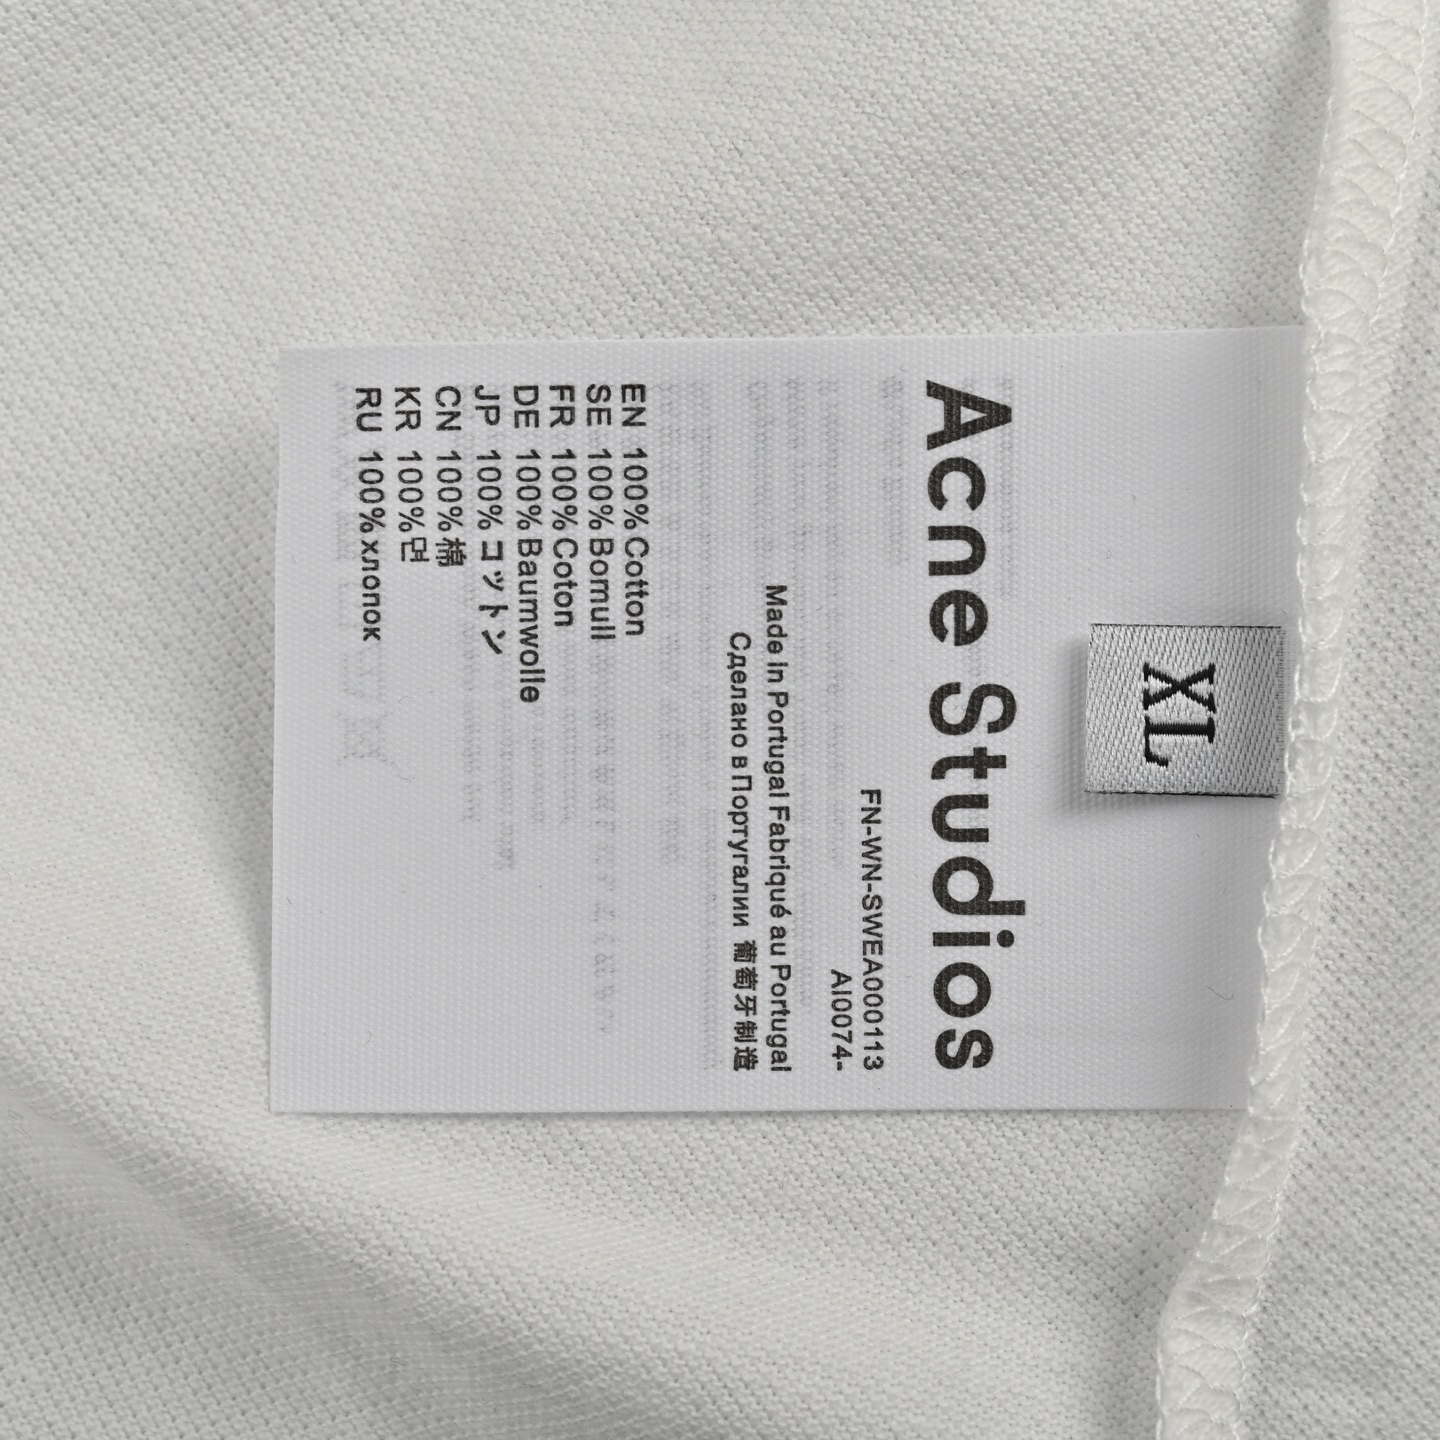 XL
Acne Studios
FN-WN-SWEA000113
AI0074-
Made in Portugal Fabriqué au Portugal
Сделано в Португалии 葡萄牙制造
EN 100%Cotton
SE 100%Bomull
FR 100%Coton
DE 100%Baumwolle
JP 100%コットン
CN 100%棉
KR 100%면
RU 100%хлопок